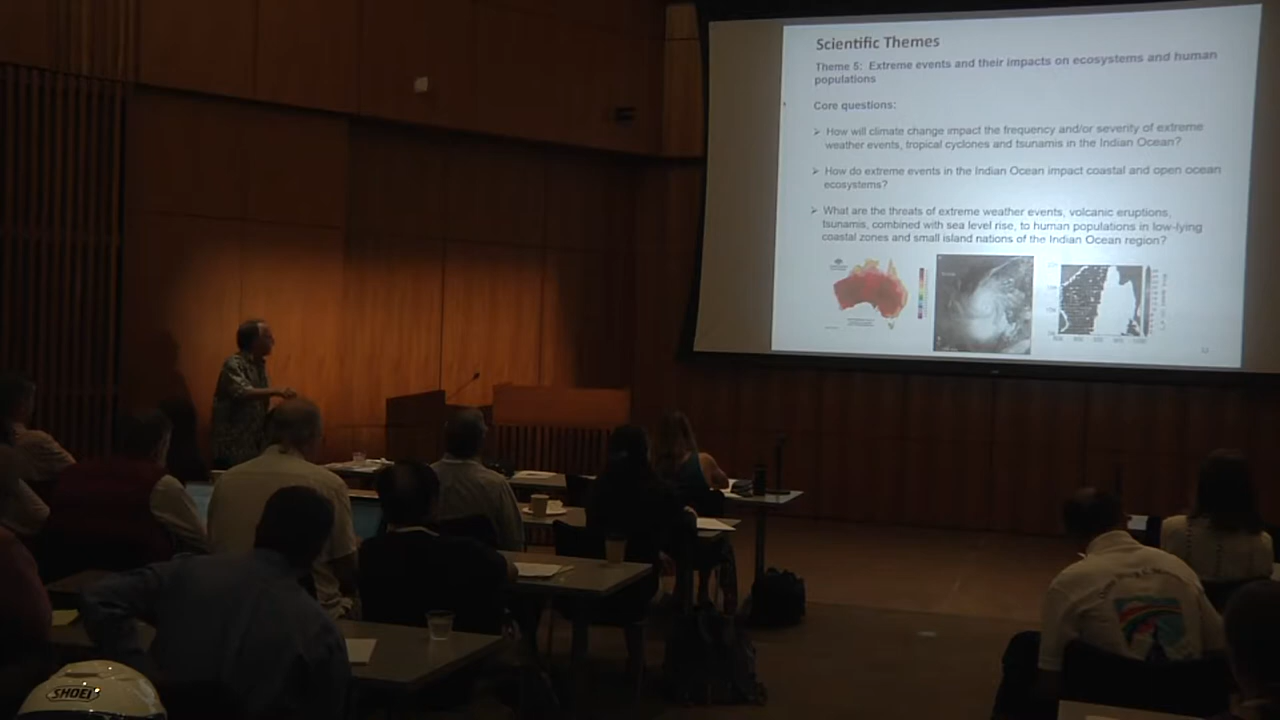 Scientific Themes
Theme 5: Extreme events and their impacts on ecosystems and human
populations
Core questions:
➢ How will climate change impact the frequency and/or severity of extreme
weather events, tropical cyclones and tsunamis in the Indian Ocean?
➢ How do extreme events in the Indian Ocean impact coastal and open ocean
ecosystems?
➢ What are the threats of extreme weather events, volcanic eruptions,
tsunamis, combined with sea level rise, to human populations in low-lying
coastal zones and small island nations of the Indian Ocean region?
SHOEI